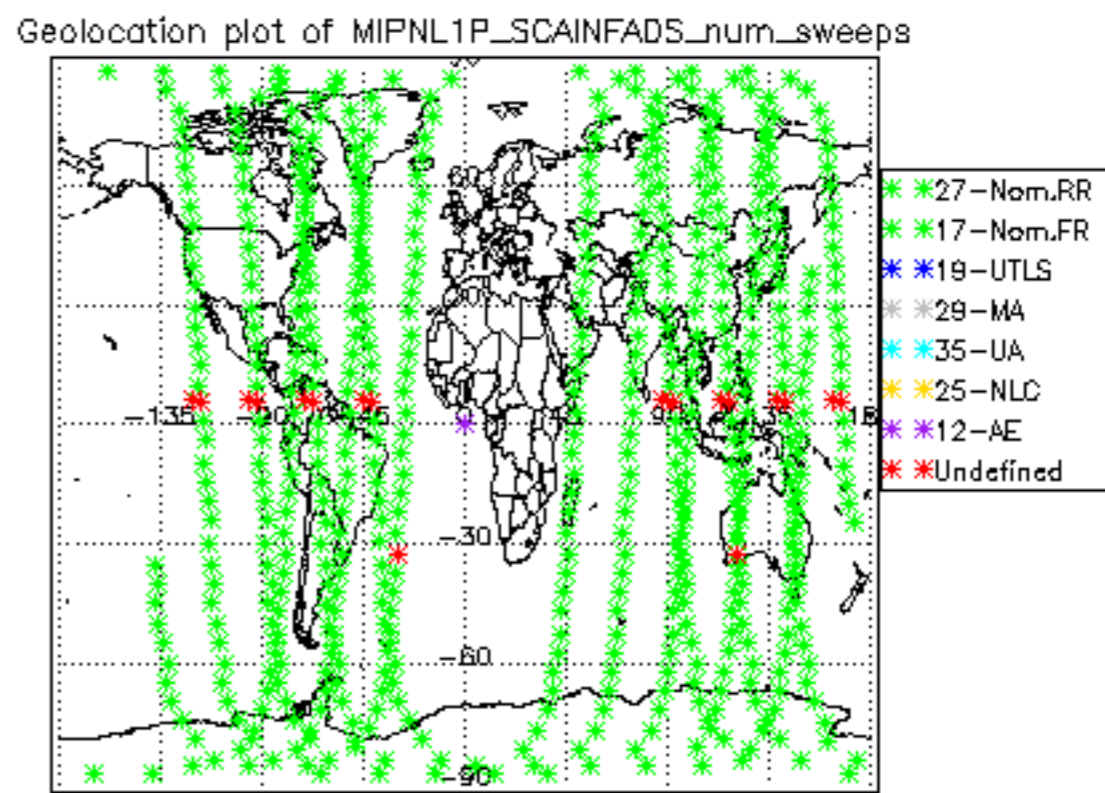 Geolocation plot of MIPNL1P_SCAINFADS_num_sweeps
27-Nom.RR
17-Nom.FR
19-UTLS
29-MA
35-UA
25-NLC
12-AE
Undefined
60
-135
-30
-60
-90